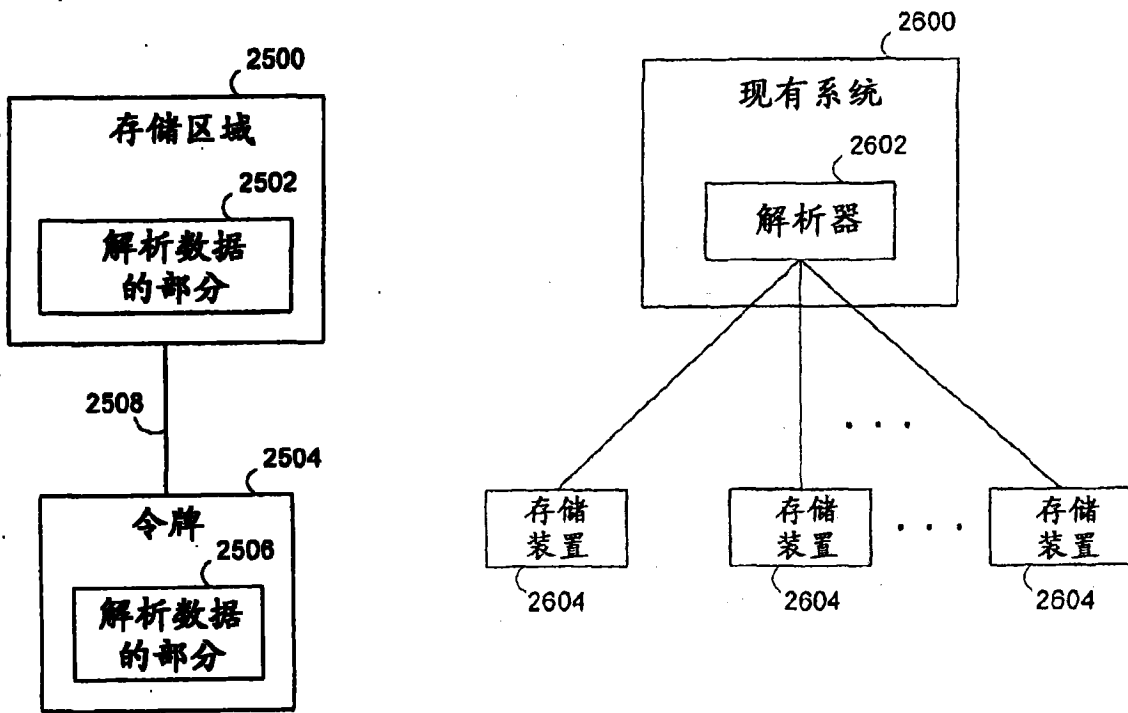 2500
存储区域
2502
解析数据
的部分
2508
2504
令牌
2506
解析数据
的部分
2600
现有系统
2602
解析器
. . .
存储
装置
2604
存储
装置
2604
. . .
存储
装置
2604